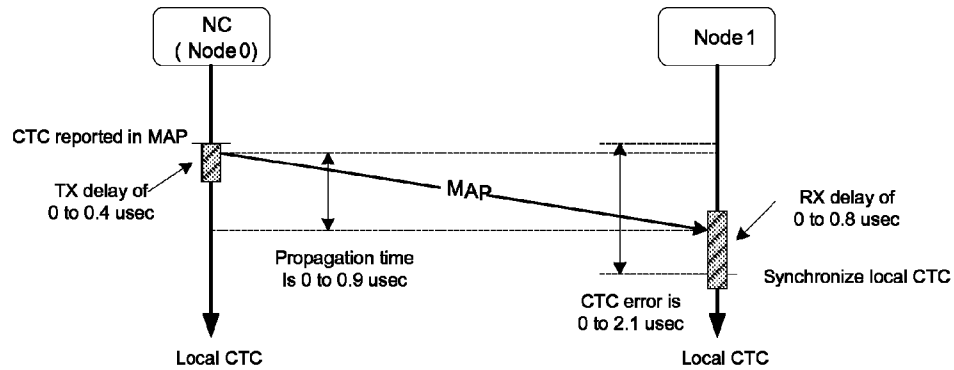 NC
( Node 0)
Node 1
CTC reported in MAP
TX delay of
0 to 0.4 usec
MAP
RX delay of
0 to 0.8 usec
Propagation time
Is 0 to 0.9 usec
Synchronize local CTC
CTC error is
0 to 2.1 usec
Local CTC
Local CTC